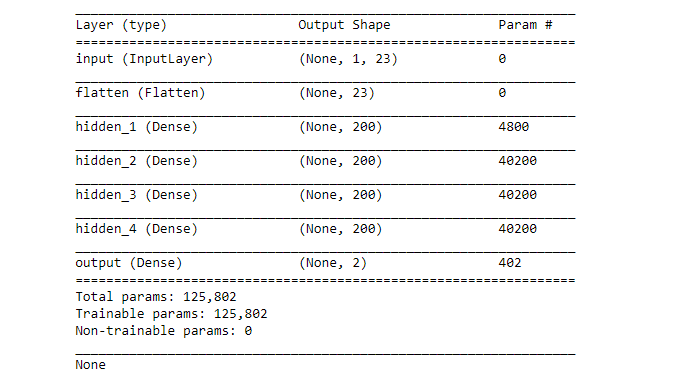 Layer (type) Output Shape Param #
input (InputLayer) (None, 1, 23) 0
flatten (Flatten) (None, 23) 0
hidden_1 (Dense) (None, 200) 4800
hidden_2 (Dense) (None, 200) 40200
hidden_3 (Dense) (None, 200) 40200
hidden_4 (Dense) (None, 200) 40200
output (Dense) (None, 2) 402
Total params: 125,802
Trainable params: 125,802
Non-trainable params: 0
None